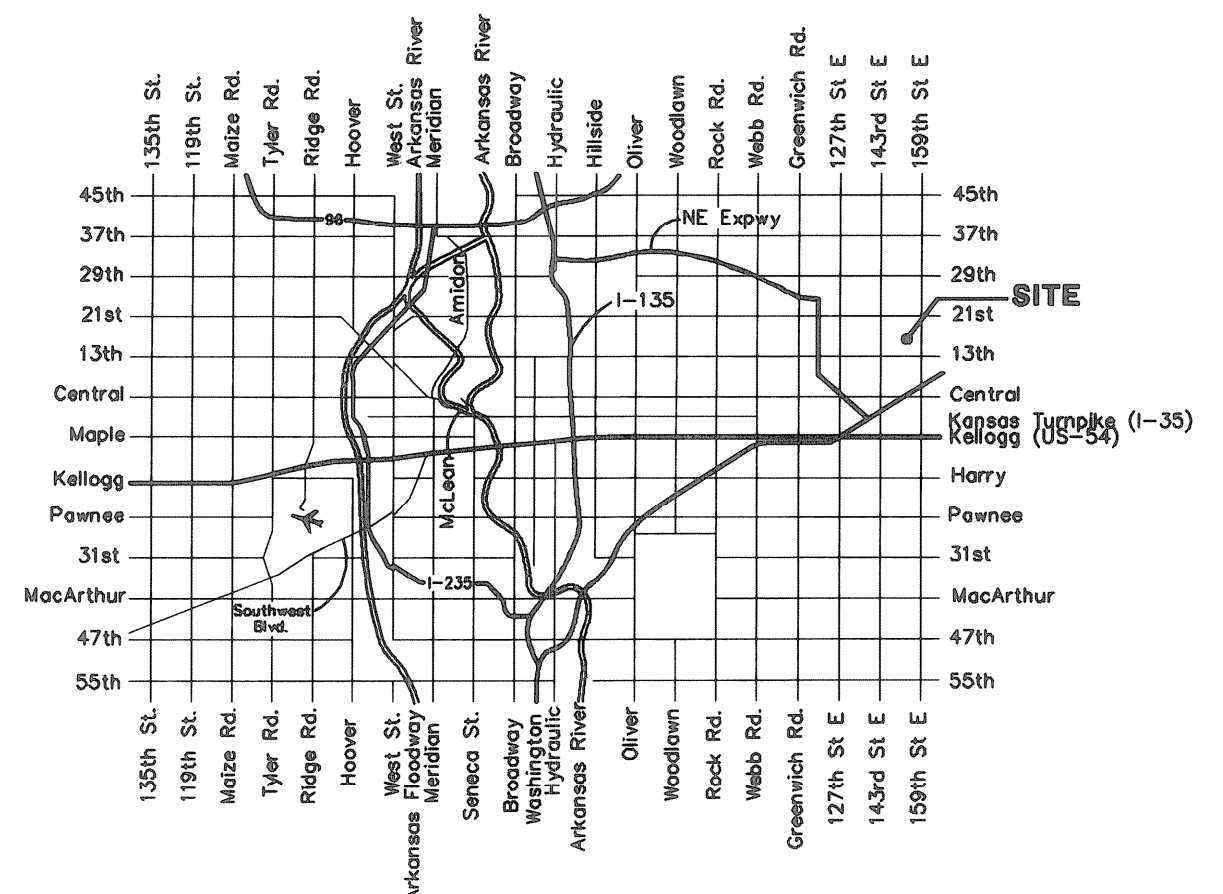 135th St.
119th St.
Maize Rd.
Tyler Rd.
Ridge Rd.
Hoover
West St.
Arkansas River
Meridian
Arkansas River
Broadway
Hydraulic
Hillside
Oliver
Woodlawn
Rock Rd.
Webb Rd.
Greenwich Rd.
127th St E
143rd St E
159th St E
45th
45th
96
NE Expwy
37th
37th
29th
29th
Amidon
I-135
SITE
21st
21st
13th
13th
Central
Central
Kansas Turnpike (I-35)
Maple
Kellogg (US-54)
Kellogg
McLean
Harry
Pawnee
Pawnee
31st
31st
I-235
MacArthur
MacArthur
Southwest
Blvd.
47th
47th
55th
55th
135th St.
119th St.
Maize Rd.
Tyler Rd.
Ridge Rd.
Hoover
West St.
Arkansas Floodway
Meridian
Seneca St.
Broadway
Washington
Hydraulic
Arkansas River
Oliver
Woodlawn
Rock Rd.
Webb Rd.
Greenwich Rd.
127th St E
143rd St E
159th St E